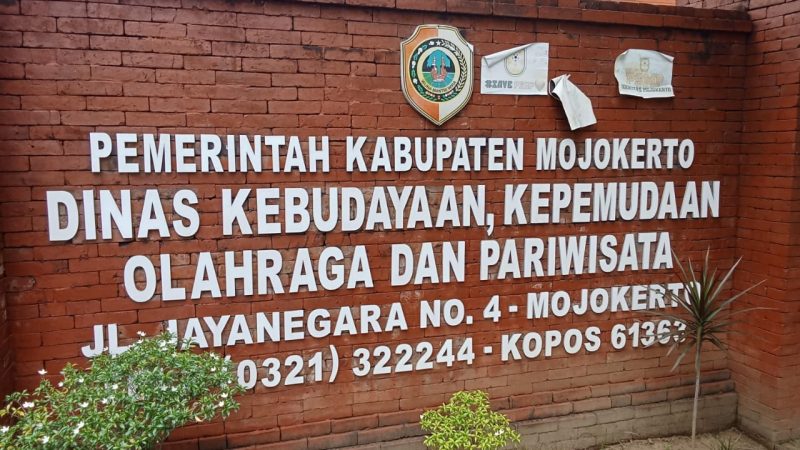 PEMERINTAH KABUPATEN MOJOKERTO
DINAS KEBUDAYAAN, KEPEMUDAAN
OLAHRAGA DAN PARIWISATA
JL. JAYANEGARA NO. 4 - MOJOKERTO
0321) 322244 - KOPOS 61363